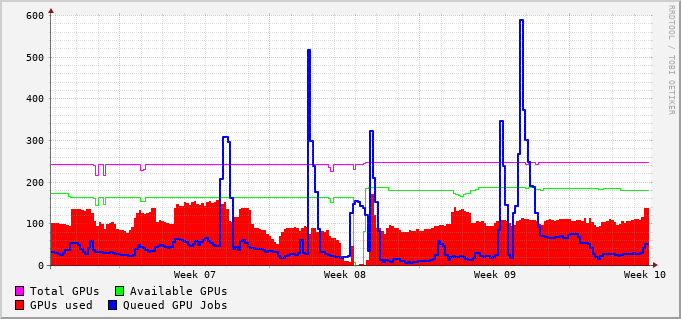 600
500
400
300
200
100
0
Week 07 Week 08 Week 09 Week 10
Total GPUs Available GPUs
GPUs used Queued GPU Jobs
RRDTOOL / TOBI OETIKER